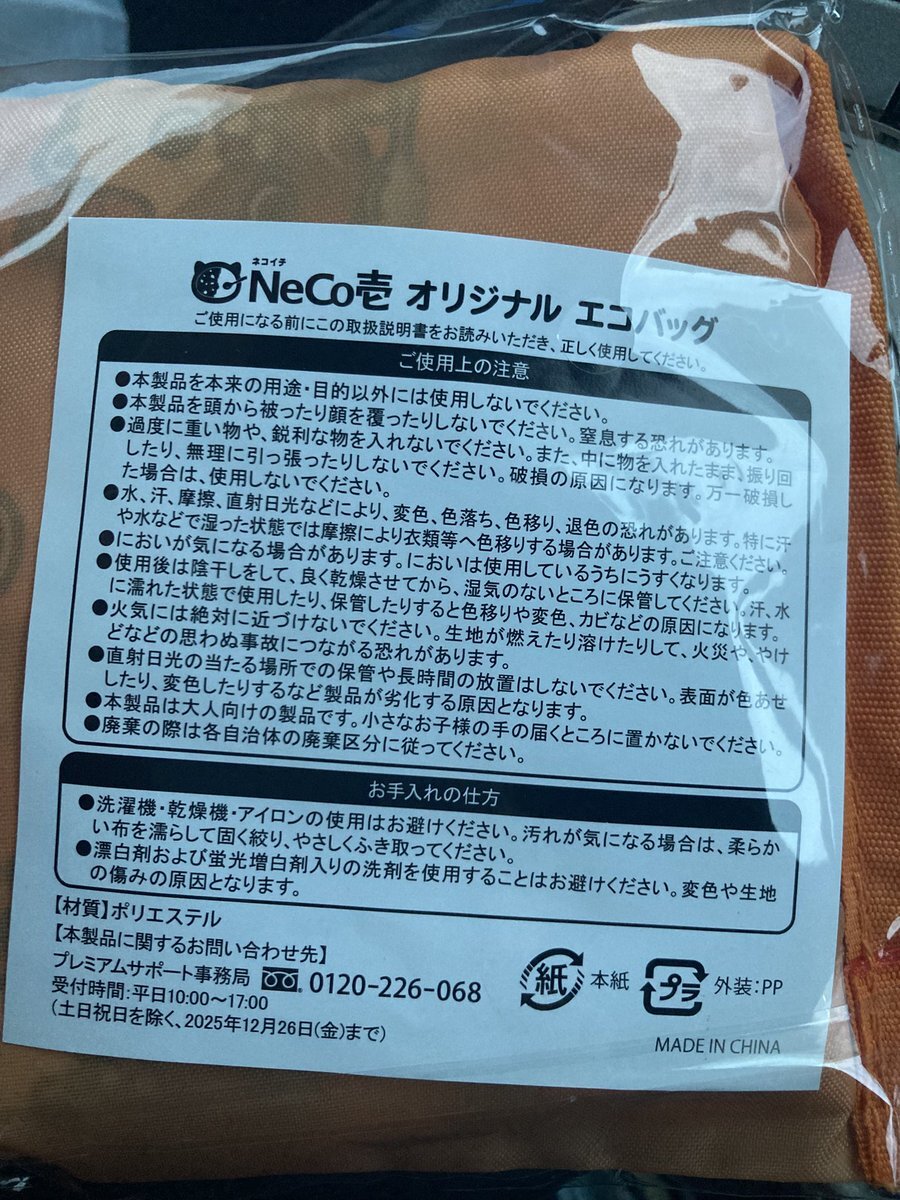 ネコイチ
NeCo壱 オリジナル エコバッグ
ご使用になる前にこの取扱説明書をお読みいただき、正しく使用してください。
ご使用上の注意
●本製品を本来の用途・目的以外には使用しないでください。
●本製品を頭から被ったり顔を覆ったりしないでください。窒息する恐れがあります。
●過度に重い物や、鋭利な物を入れないでください。また、中に物を入れたまま、振り回
したり、無理に引っ張ったりしないでください。破損の原因になります。万一破損し
た場合は、使用しないでください。
●水、汗、摩擦、直射日光などにより、変色、色落ち、色移り、退色の恐れがあります。特に汗
や水などで湿った状態では摩擦により衣類等へ色移りする場合があります。ご注意ください。
●においが気になる場合があります。においは使用しているうちにうすくなります。
●使用後は陰干しをして、良く乾燥させてから、湿気のないところに保管してください。汗、水
に濡れた状態で使用したり、保管したりすると色移りや変色、カビなどの原因になります。
●火気には絶対に近づけないでください。生地が燃えたり溶けたりして、火災や、やけ
どなどの思わぬ事故につながる恐れがあります。
●直射日光の当たる場所での保管や長時間の放置はしないでください。表面が色あせ
したり、変色したりするなど製品が劣化する原因となります。
●本製品は大人向けの製品です。小さなお子様の手の届くところに置かないでください。
●廃棄の際は各自治体の廃棄区分に従ってください。
お手入れの仕方
●洗濯機・乾燥機・アイロンの使用はお避けください。汚れが気になる場合は、柔らか
い布を濡らして固く絞り、やさしくふき取ってください。
●漂白剤および蛍光増白剤入りの洗剤を使用することはお避けください。変色や生地
の傷みの原因となります。
【材質】ポリエステル
【本製品に関するお問い合わせ先】
プレミアムサポート事務局 0120-226-068
受付時間:平日10:00～17:00
(土日祝日を除く、2025年12月26日(金)まで)
紙 本紙 プラ 外装:PP
MADE IN CHINA